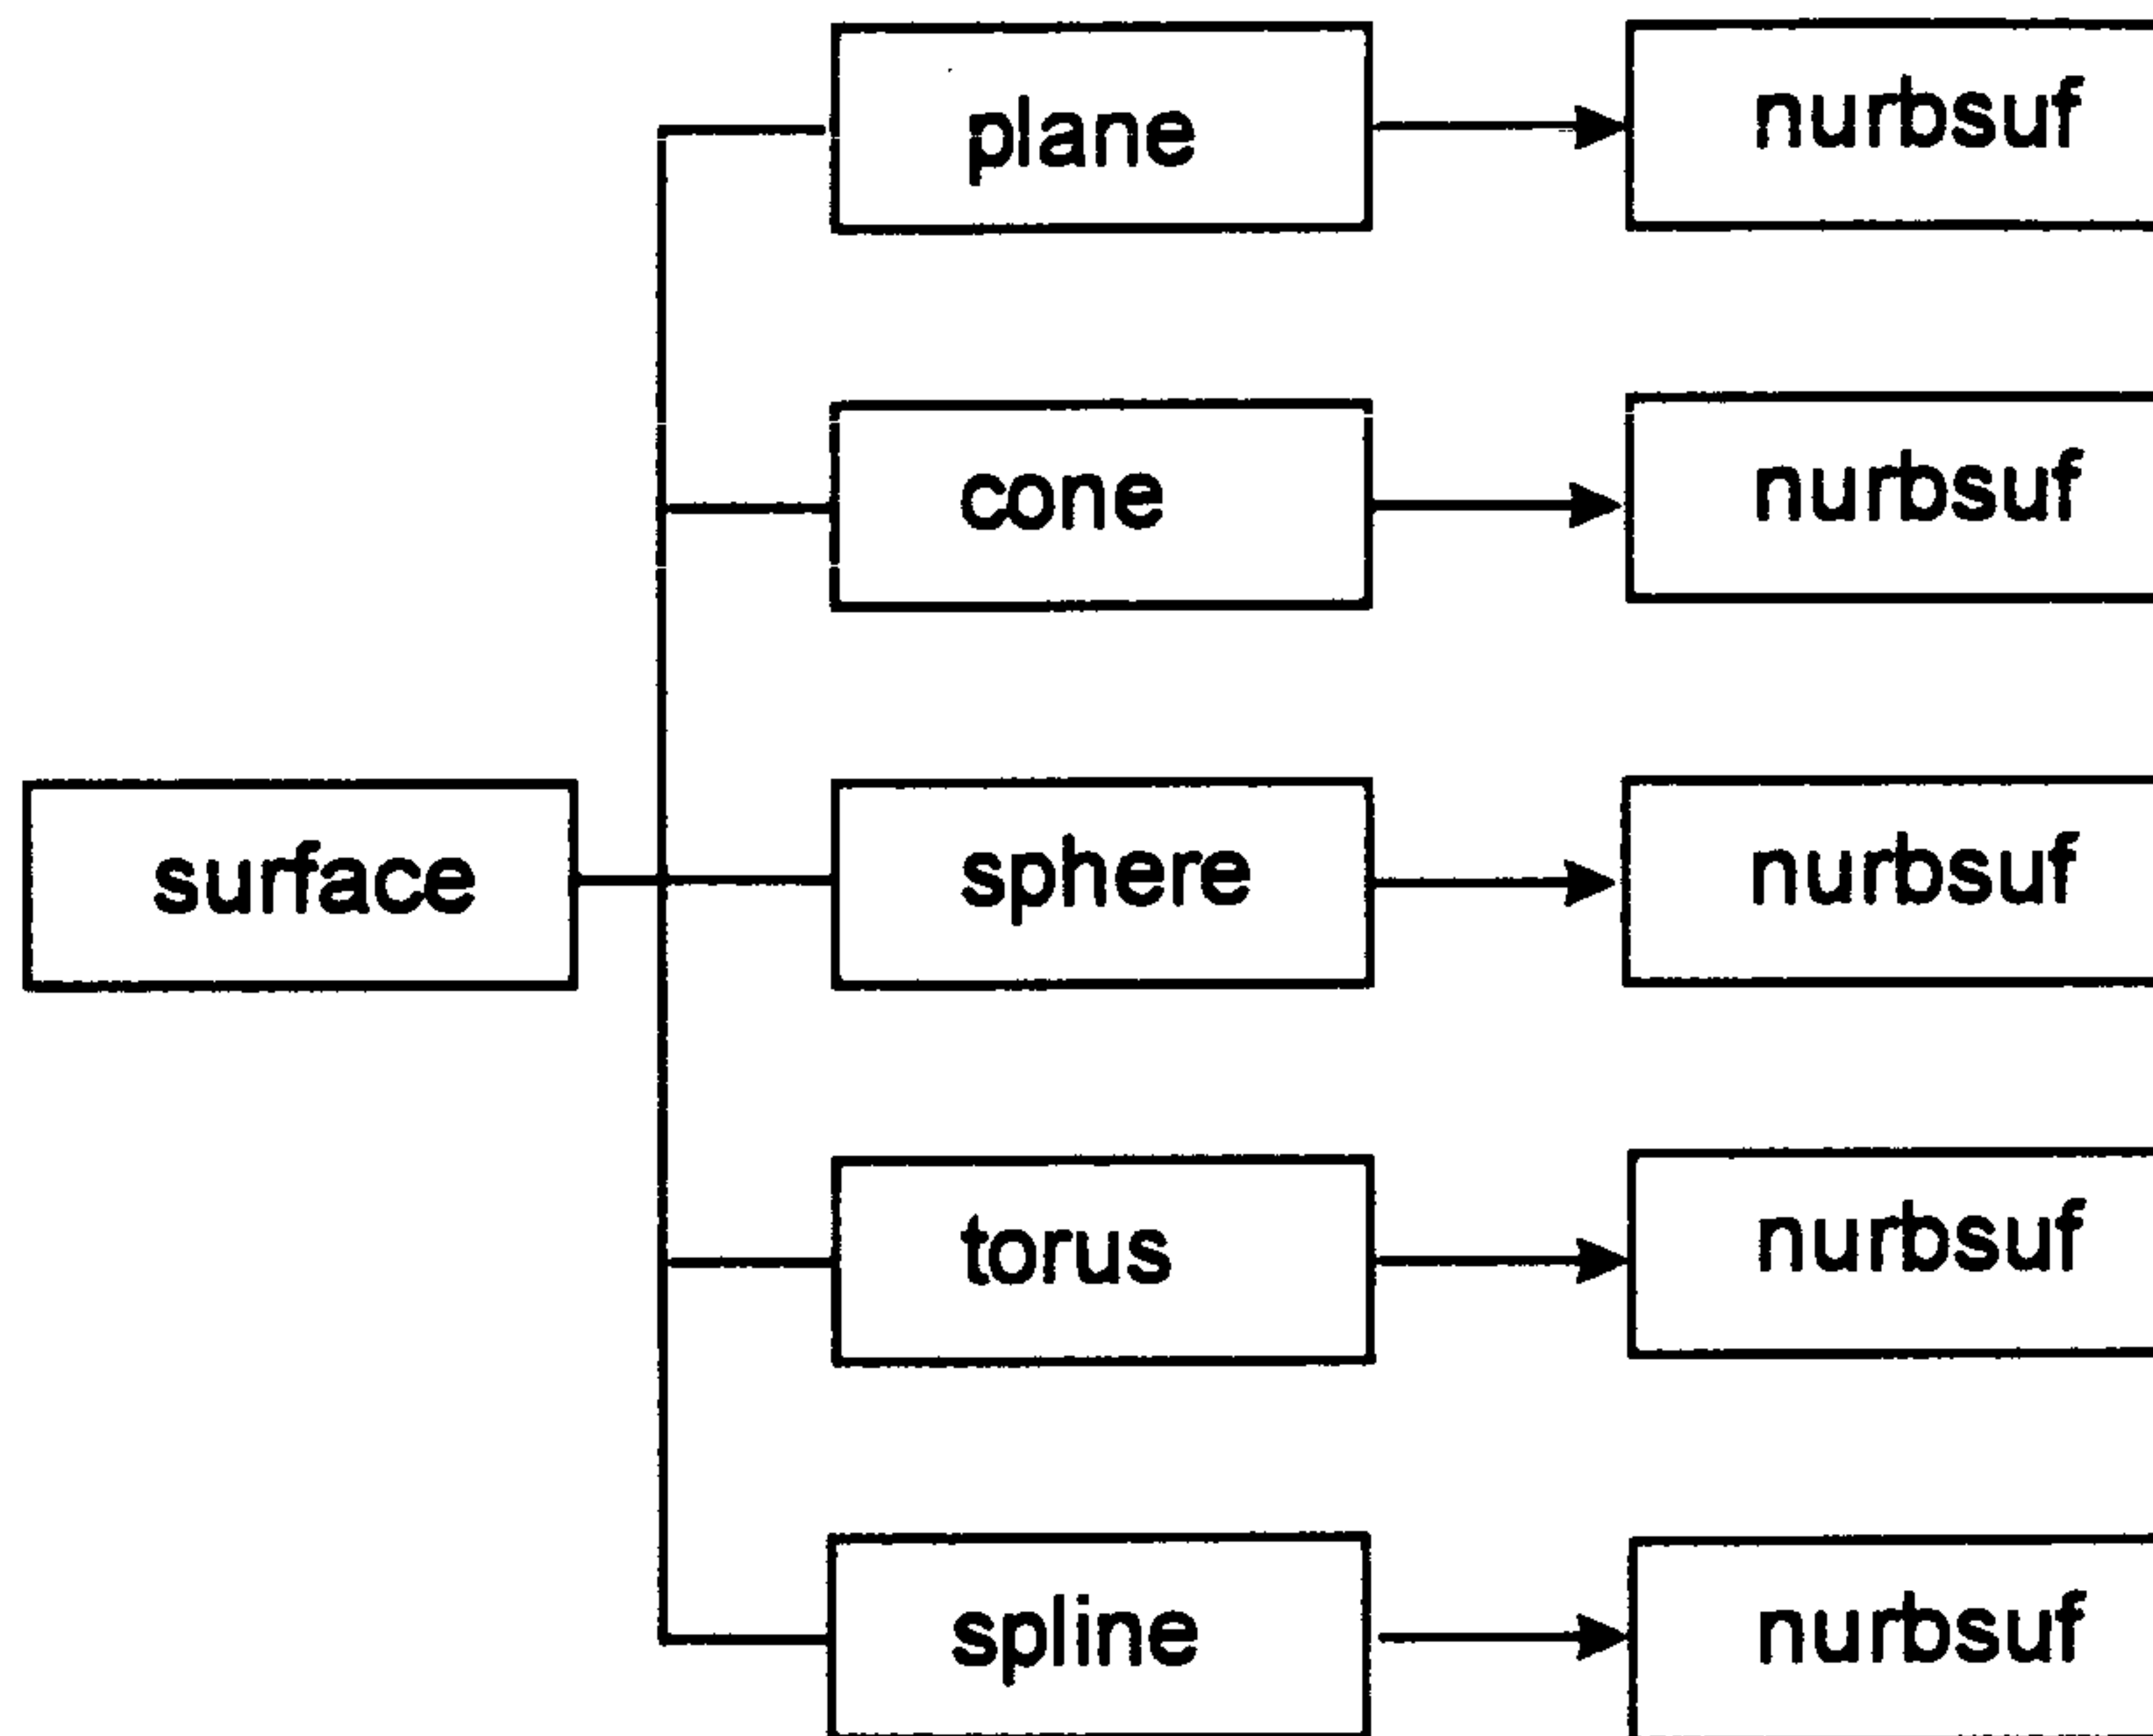 plane nurbsuf
cone nurbsuf
surface sphere nurbsuf
torus nurbsuf
spline nurbsuf